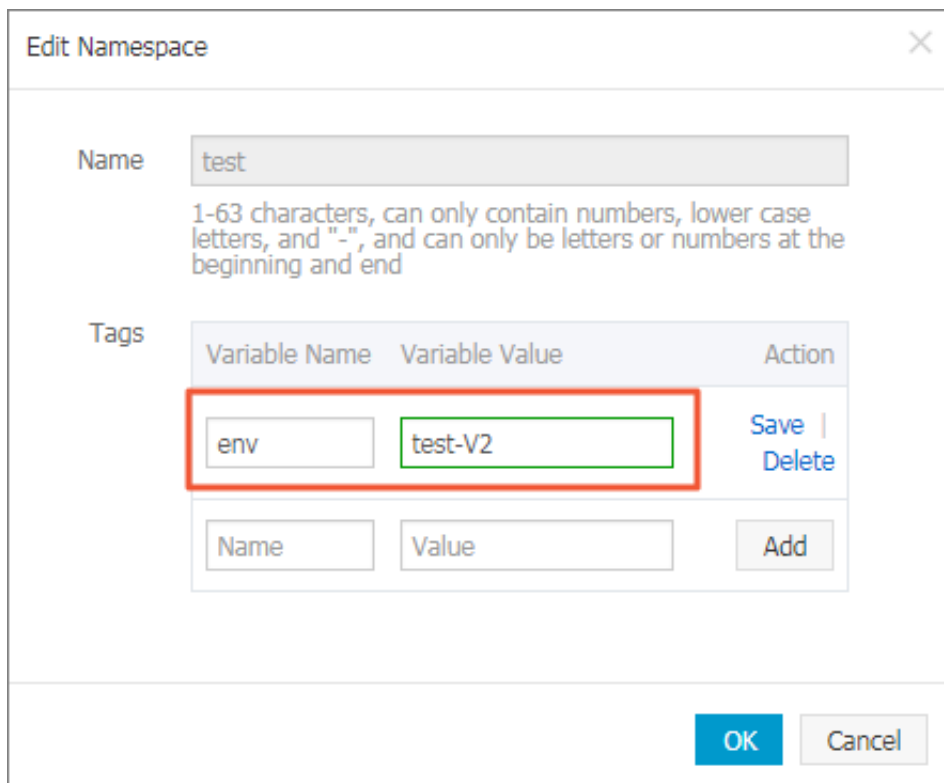 Edit Namespace
Name
test
1-63 characters, can only contain numbers, lower case
letters, and "-", and can only be letters or numbers at the
beginning and end
Tags
Variable Name Variable Value Action
env test-V2 Save |
Delete
Name Value Add
OK Cancel